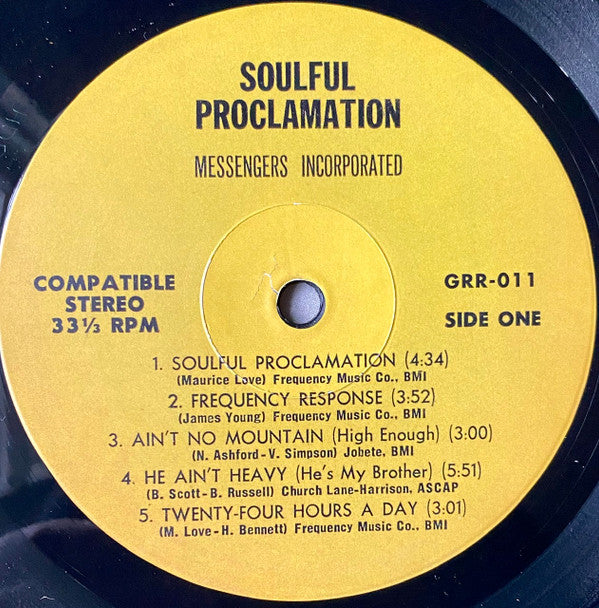 SOULFUL
PROCLAMATION
MESSENGERS INCORPORATED
COMPATIBLE
STEREO
33⅓ RPM
GRR-011
SIDE ONE
1. SOULFUL PROCLAMATION (4:34)
(Maurice Love) Frequency Music Co., BMI
2. FREQUENCY RESPONSE (3:52)
(James Young) Frequency Music Co., BMI
3. AIN'T NO MOUNTAIN (High Enough) (3:00)
(N. Ashford-V. Simpson) Jobete, BMI
4. HE AIN'T HEAVY (He's My Brother) (5:51)
(B. Scott-B. Russell) Church Lane-Harrison, ASCAP
5. TWENTY-FOUR HOURS A DAY (3:01)
(M. Love-H. Bennett) Frequency Music Co., BMI